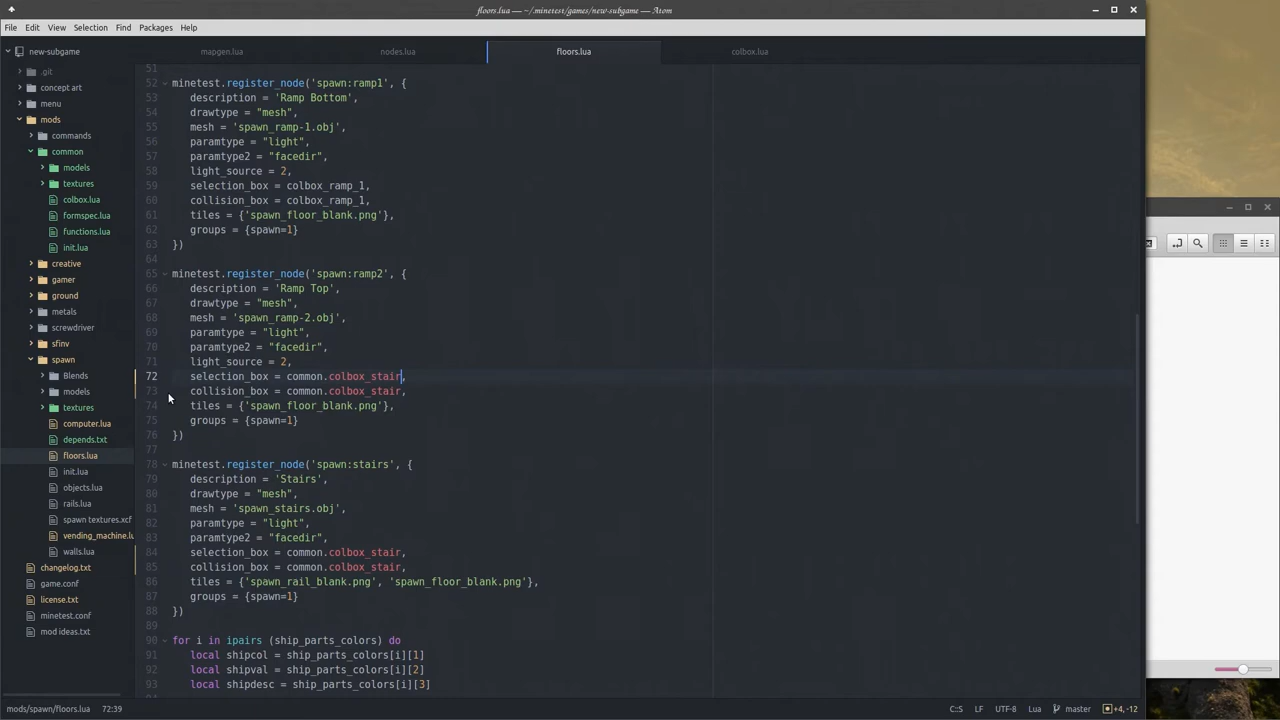 floors.lua — ~/.minetest/games/new-subgame — Atom
File Edit View Selection Find Packages Help
new-subgame
mapgen.lua nodes.lua floors.lua colbox.lua
.git
concept art
menu
mods
commands
common
models
textures
colbox.lua
formspec.lua
functions.lua
init.lua
creative
gamer
ground
metals
screwdriver
sfinv
spawn
Blends
models
textures
computer.lua
depends.txt
floors.lua
init.lua
objects.lua
rails.lua
spawn textures.xcf
vending_machine.lu
walls.lua
changelog.txt
game.conf
license.txt
minetest.conf
mod ideas.txt
51
52 minetest.register_node('spawn:ramp1', {
53 description = 'Ramp Bottom',
54 drawtype = "mesh",
55 mesh = 'spawn_ramp-1.obj',
56 paramtype = "light",
57 paramtype2 = "facedir",
58 light_source = 2,
59 selection_box = colbox_ramp_1,
60 collision_box = colbox_ramp_1,
61 tiles = {'spawn_floor_blank.png'},
62 groups = {spawn=1}
63 })
64
65 minetest.register_node('spawn:ramp2', {
66 description = 'Ramp Top',
67 drawtype = "mesh",
68 mesh = 'spawn_ramp-2.obj',
69 paramtype = "light",
70 paramtype2 = "facedir",
71 light_source = 2,
72 selection_box = common.colbox_stair,
73 collision_box = common.colbox_stair,
74 tiles = {'spawn_floor_blank.png'},
75 groups = {spawn=1}
76 })
77
78 minetest.register_node('spawn:stairs', {
79 description = 'Stairs',
80 drawtype = "mesh",
81 mesh = 'spawn_stairs.obj',
82 paramtype = "light",
83 paramtype2 = "facedir",
84 selection_box = common.colbox_stair,
85 collision_box = common.colbox_stair,
86 tiles = {'spawn_rail_blank.png', 'spawn_floor_blank.png'},
87 groups = {spawn=1}
88 })
89
90 for i in ipairs (ship_parts_colors) do
91 local shipcol = ship_parts_colors[i][1]
92 local shipval = ship_parts_colors[i][2]
93 local shipdesc = ship_parts_colors[i][3]
mods/spawn/floors.lua 72:39 C::S LF UTF-8 Lua master +4, -12